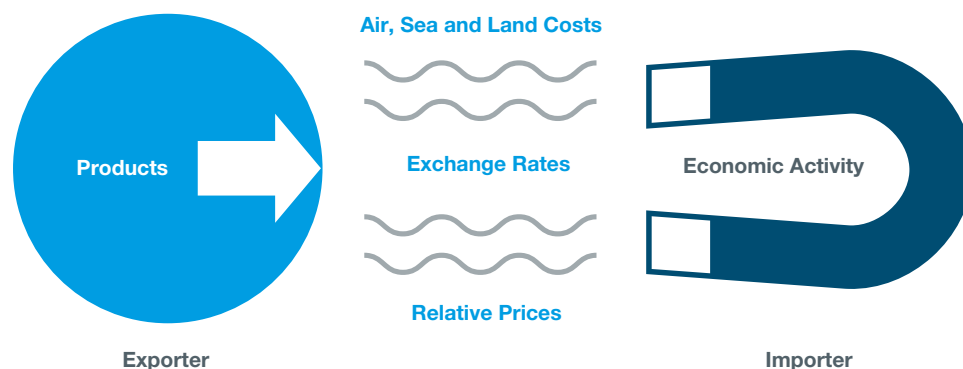 Air, Sea and Land Costs
Products
Exchange Rates
Economic Activity
Relative Prices
Exporter
Importer